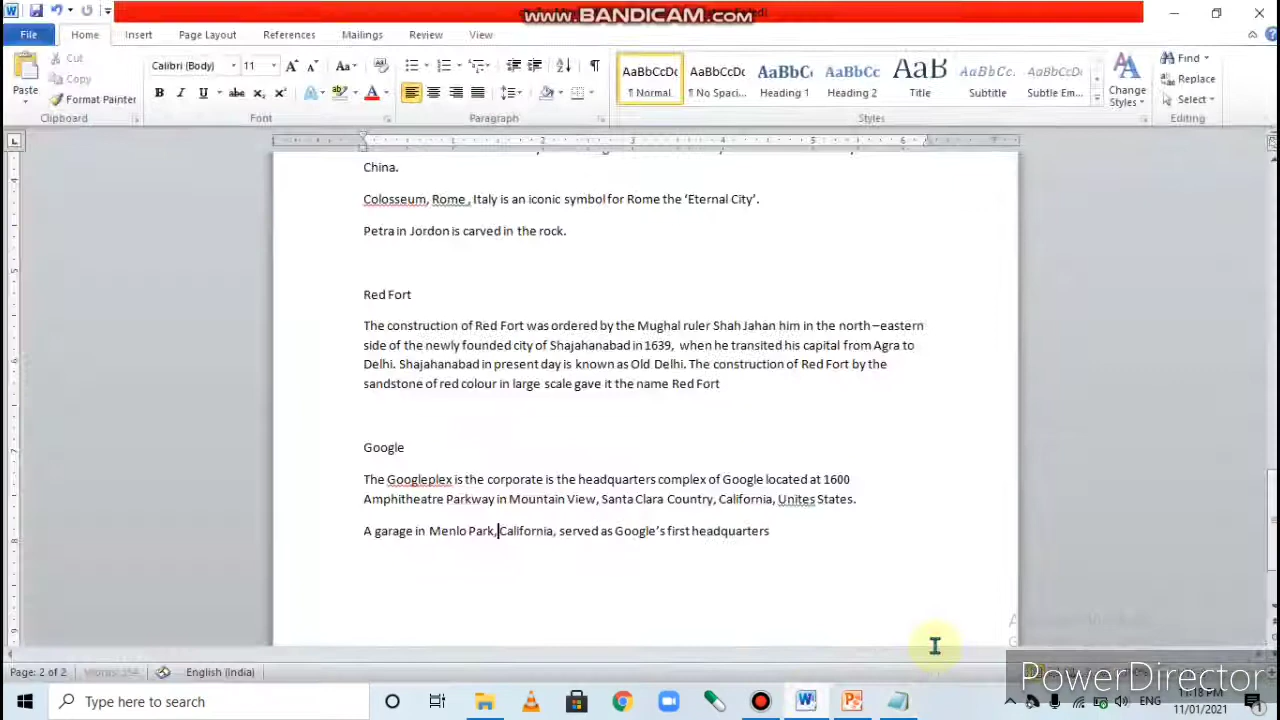 www.BANDICAM.com
File Home Insert Page Layout References Mailings Review View
Paste
Cut
Copy
Format Painter
Clipboard
Calibri (Body) 11
Font
Paragraph
AaBbCcDc AaBbCcDc AaBbC( AaBbCc AaB AaBbCcDc AaBbCcDc
¶ Normal ¶ No Spaci... Heading 1 Heading 2 Title Subtitle Subtle Em...
Styles
Change
Styles
Find
Replace
Select
Editing
China.
Colosseum, Rome , Italy is an iconic symbol for Rome the ‘Eternal City’.
Petra in Jordon is carved in the rock.
Red Fort
The construction of Red Fort was ordered by the Mughal ruler Shah Jahan him in the north –eastern
side of the newly founded city of Shajahanabad in 1639, when he transited his capital from Agra to
Delhi. Shajahanabad in present day is known as Old Delhi. The construction of Red Fort by the
sandstone of red colour in large scale gave it the name Red Fort
Google
The Googleplex is the corporate is the headquarters complex of Google located at 1600
Amphitheatre Parkway in Mountain View, Santa Clara Country, California, Unites States.
A garage in Menlo Park, California, served as Google’s first headquarters
Page: 2 of 2 Words: 354 English (India)
PowerDirector
Type here to search
ENG
11:18 PM
11/01/2021